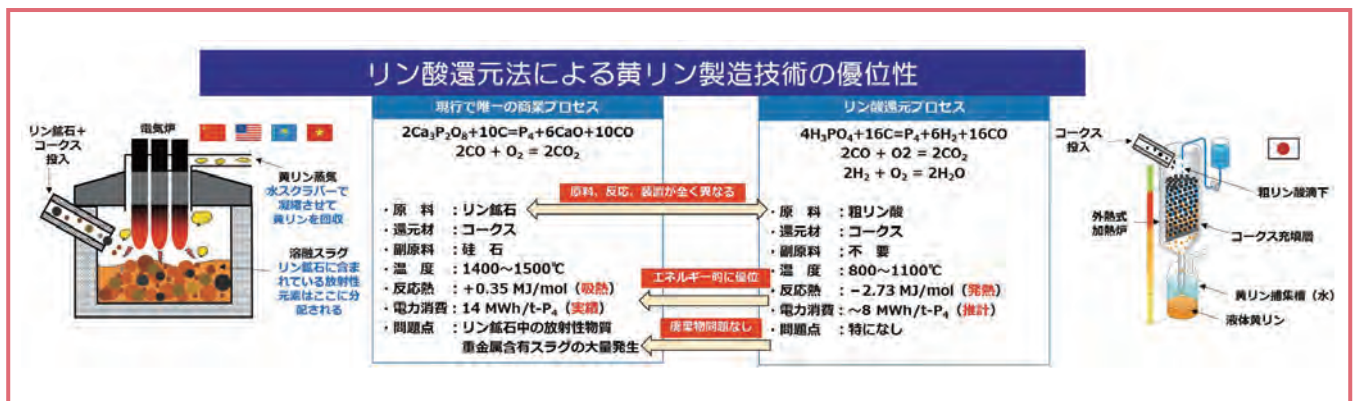 リン酸還元法による黄リン製造技術の優位性
リン鉱石＋
コークス
投入
電気炉
黄リン蒸気
水スクラバーで
凝縮させて
黄リンを回収
溶融スラグ
リン鉱石に含ま
れている放射性
元素はここに分
配される
現行で唯一の商業プロセス
2Ca₃P₂O₈+10C=P₄+6CaO+10CO
2CO + O₂ = 2CO₂
・原　料　：リン鉱石
・還元材　：コークス
・副原料　：硅　石
・温　度　：1400～1500℃
・反応熱　：+0.35 MJ/mol（吸熱）
・電力消費：14 MWh/t-P₄（実績）
・問題点　：リン鉱石中の放射性物質
重金属含有スラグの大量発生
原料、反応、装置が全く異なる
エネルギー的に優位
廃棄物問題なし
リン酸還元プロセス
4H₃PO₄+16C=P₄+6H₂+16CO
2CO + O2 = 2CO₂
2H₂ + O₂ = 2H₂O
・原　料　：粗リン酸
・還元材　：コークス
・副原料　：不　要
・温　度　：800～1100℃
・反応熱　：−2.73 MJ/mol（発熱）
・電力消費：～8 MWh/t-P₄（推計）
・問題点　：特になし
コークス
投入
粗リン酸滴下
外熱式
加熱炉
コークス充填層
黄リン捕集槽（水）
液体黄リン